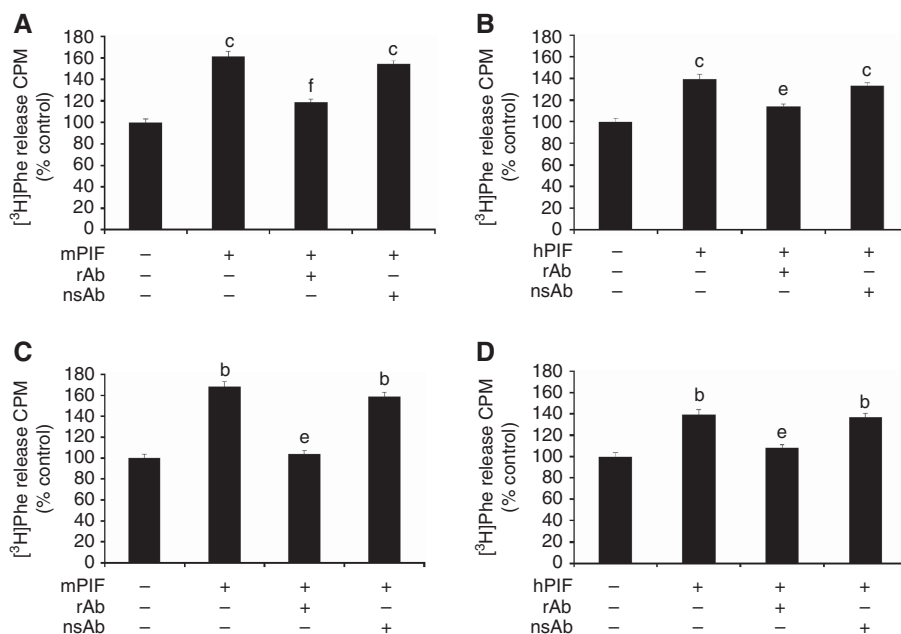 A
[³H]Phe release CPM
(% control)
180
160
140
120
100
80
60
40
20
0
c
f
c
mPIF – + + +
rAb – – + –
nsAb – – – +
B
[³H]Phe release CPM
(% control)
180
160
140
120
100
80
60
40
20
0
c
e
c
hPIF – + + +
rAb – – + –
nsAb – – – +
C
[³H]Phe release CPM
(% control)
180
160
140
120
100
80
60
40
20
0
b
e
b
mPIF – + + +
rAb – – + –
nsAb – – – +
D
[³H]Phe release CPM
(% control)
180
160
140
120
100
80
60
40
20
0
b
e
b
hPIF – + + +
rAb – – + –
nsAb – – – +